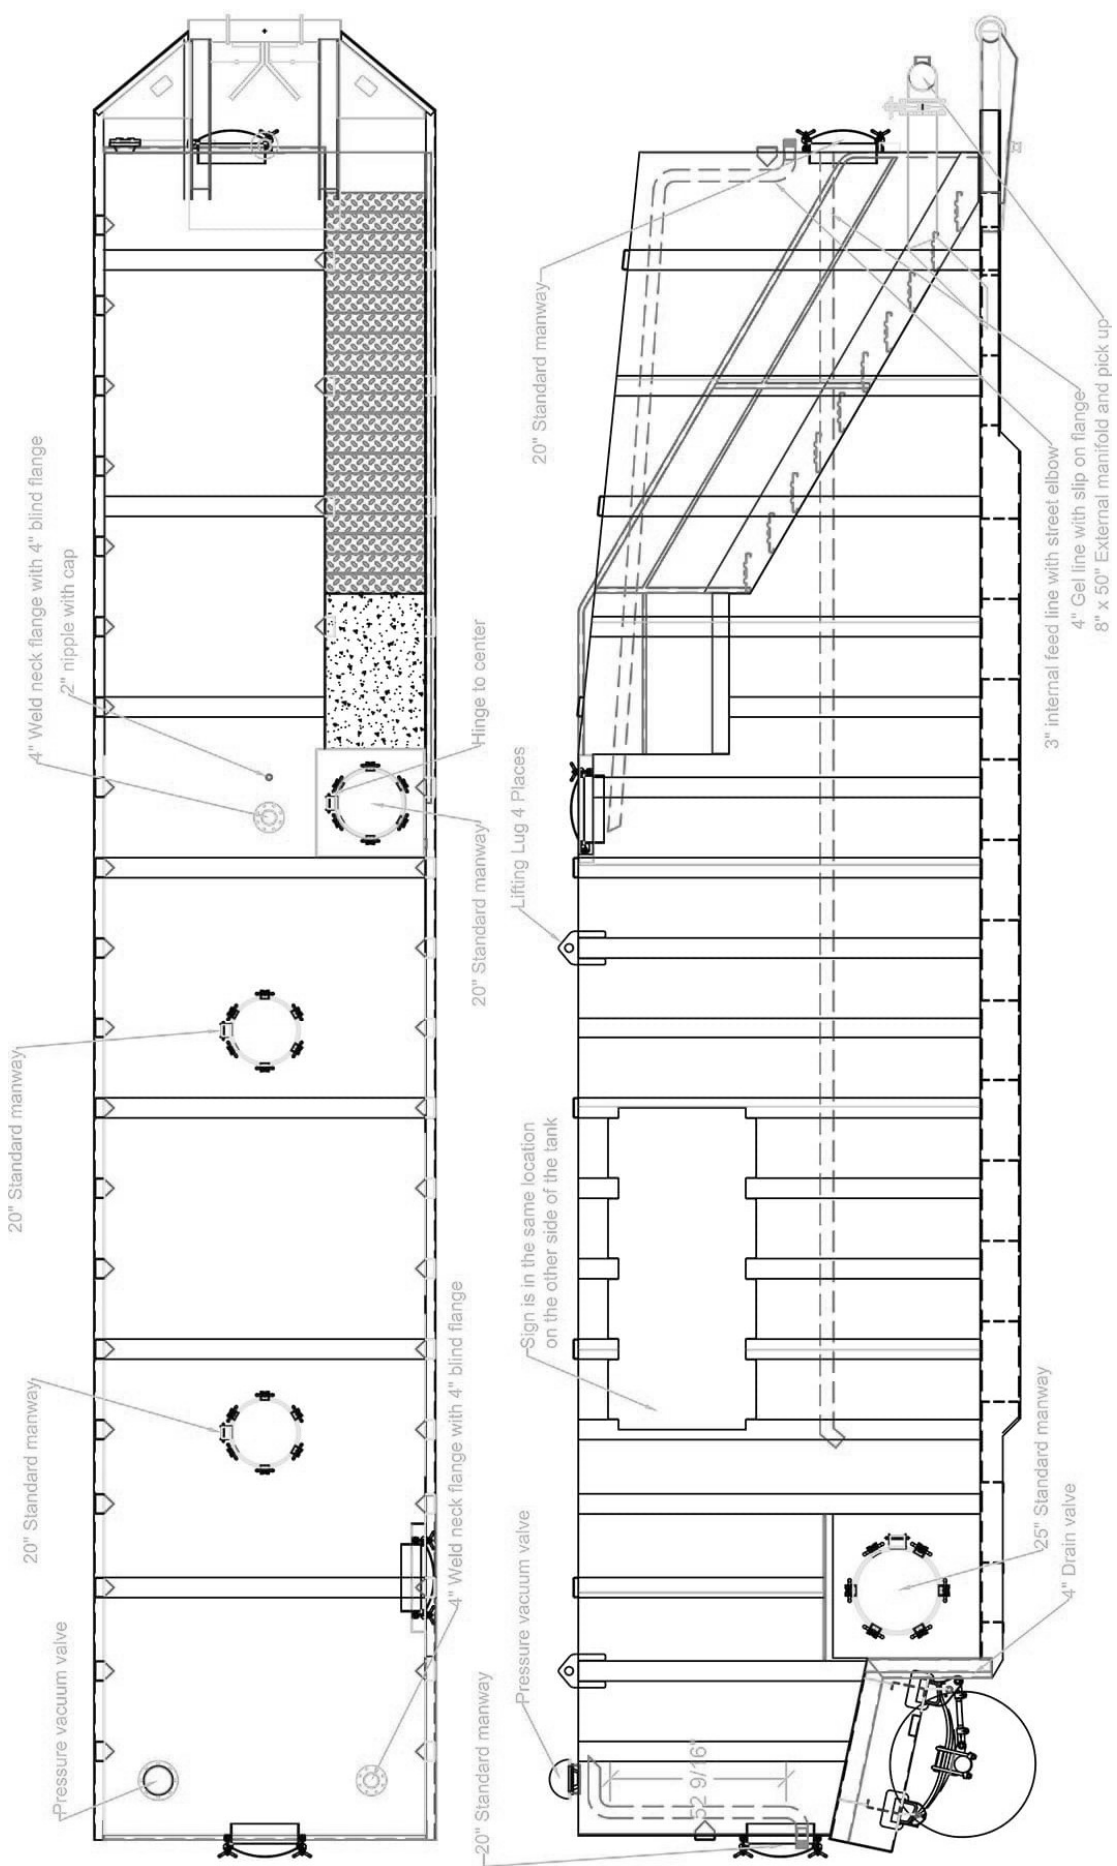 4" Weld neck flange with 4" blind flange
2" nipple with cap
Hinge to center
20" Standard manway
20" Standard manway
20" Standard manway
4" Weld neck flange with 4" blind flange
Pressure vacuum valve
20" Standard manway
3" internal feed line with street elbow
4" Gel line with slip on flange
8" x 50" External manifold and pick up
Lifting Lug 4 Places
Sign is in the same location
on the other side of the tank
25" Standard manway
4" Drain valve
Pressure vacuum valve
20" Standard manway
52 9/16"